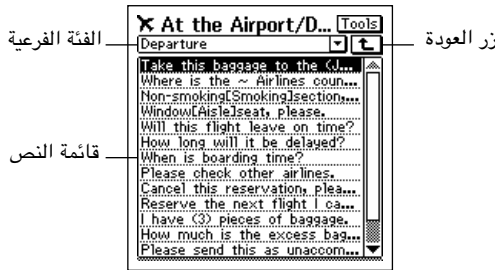 At the Airport/D... Tools
الفئة الفرعية
Departure
زر العودة
Take this baggage to the (J...
Where is the ~ Airlines coun...
Non-smoking[Smoking]section,...
Window[Aisle]seat, please.
Will this flight leave on time?
How long will it be delayed?
قائمة النص
When is boarding time?
Please check other airlines.
Cancel this reservation, plea...
Reserve the next flight I ca...
I have (3) pieces of baggage.
How much is the excess bag...
Please send this as unaccom...